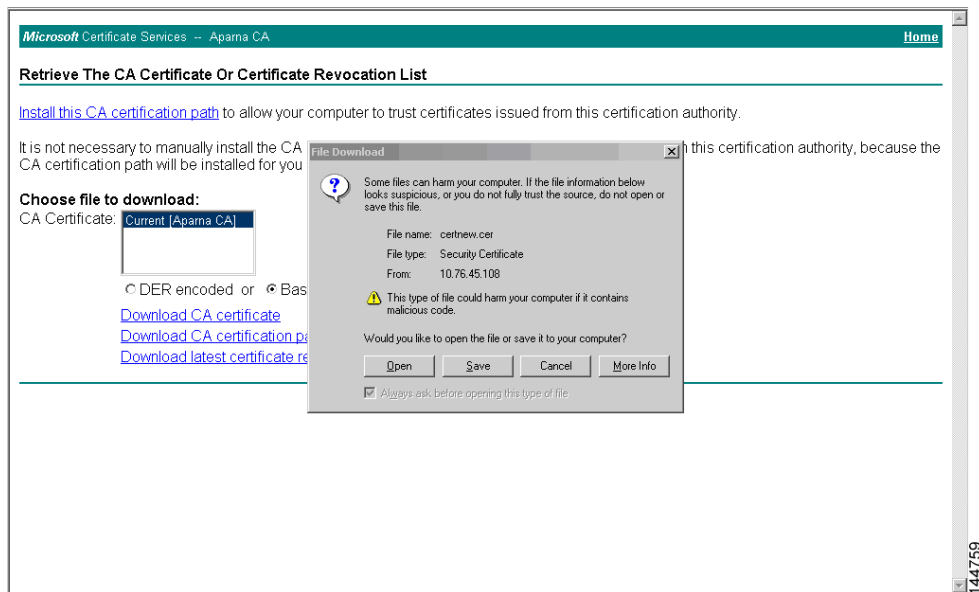 Microsoft Certificate Services -- Aparna CA Home
Retrieve The CA Certificate Or Certificate Revocation List
Install this CA certification path to allow your computer to trust certificates issued from this certification authority.
It is not necessary to manually install the CA
this certification authority, because the
CA certification path will be installed for you
Choose file to download:
CA Certificate: Current [Aparna CA]
DER encoded or Bas
Download CA certificate
Download CA certification pa
Download latest certificate re
File Download
Some files can harm your computer. If the file information below
looks suspicious, or you do not fully trust the source, do not open or
save this file.
File name: certnew.cer
File type: Security Certificate
From: 10.76.45.108
This type of file could harm your computer if it contains
malicious code.
Would you like to open the file or save it to your computer?
Open Save Cancel More Info
Always ask before opening this type of file
144759